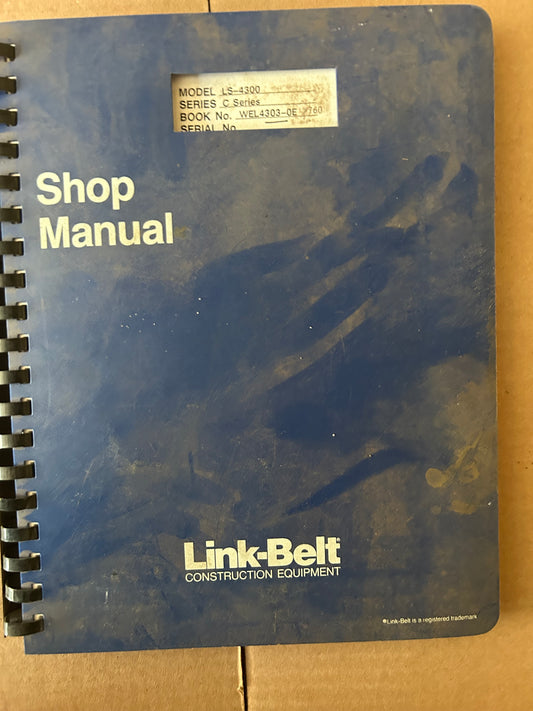 MODEL LS-4300
SERIES C Series
BOOK No. WEL4303-0E 9760
SERIAL No.
Shop
Manual
Link-Belt®
CONSTRUCTION EQUIPMENT
®Link-Belt is a registered trademark